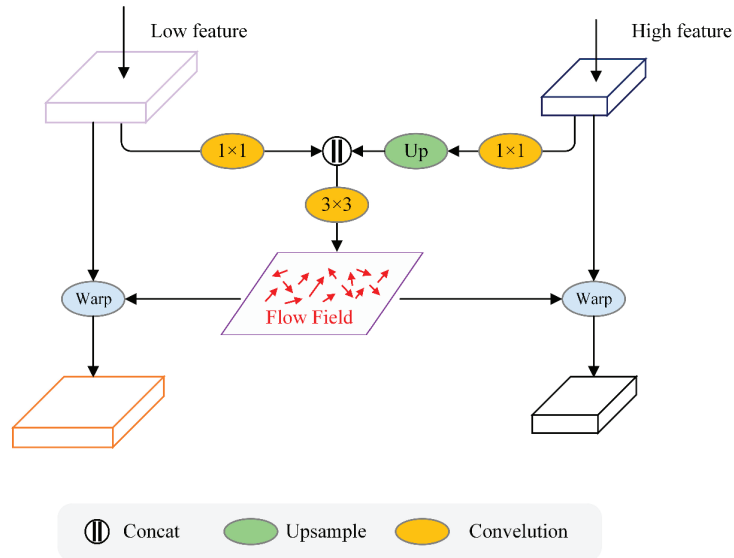 Low feature
High feature
1×1
Up
1×1
3×3
Warp
Flow Field
Warp
Concat
Upsample
Convelution